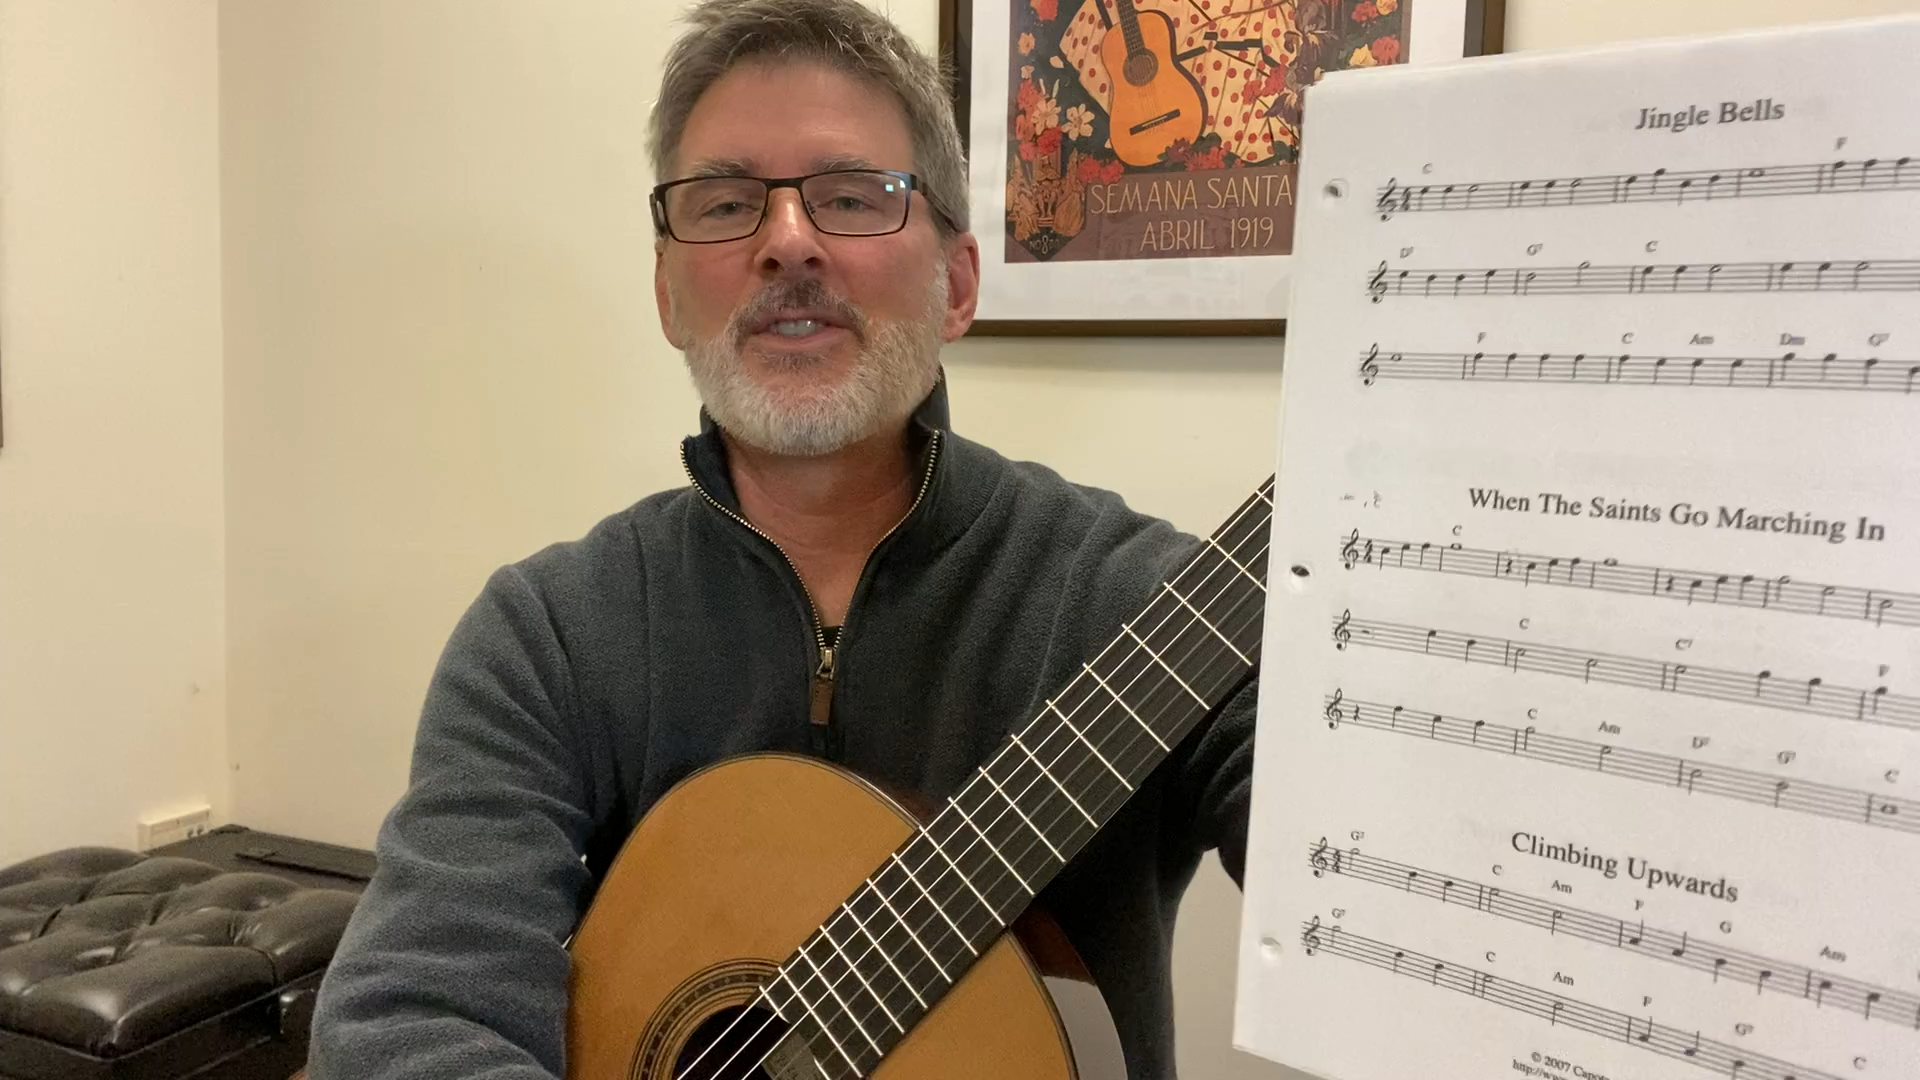 SEMANA SANTA
ABRIL 1919
Jingle Bells
C F
D7 G7 C
F C Am Dm G7
When The Saints Go Marching In
C
C C7 F
C Am D7 G7 C
Climbing Upwards
G7 C Am F G Am
G7 C Am F G7 C
© 2007